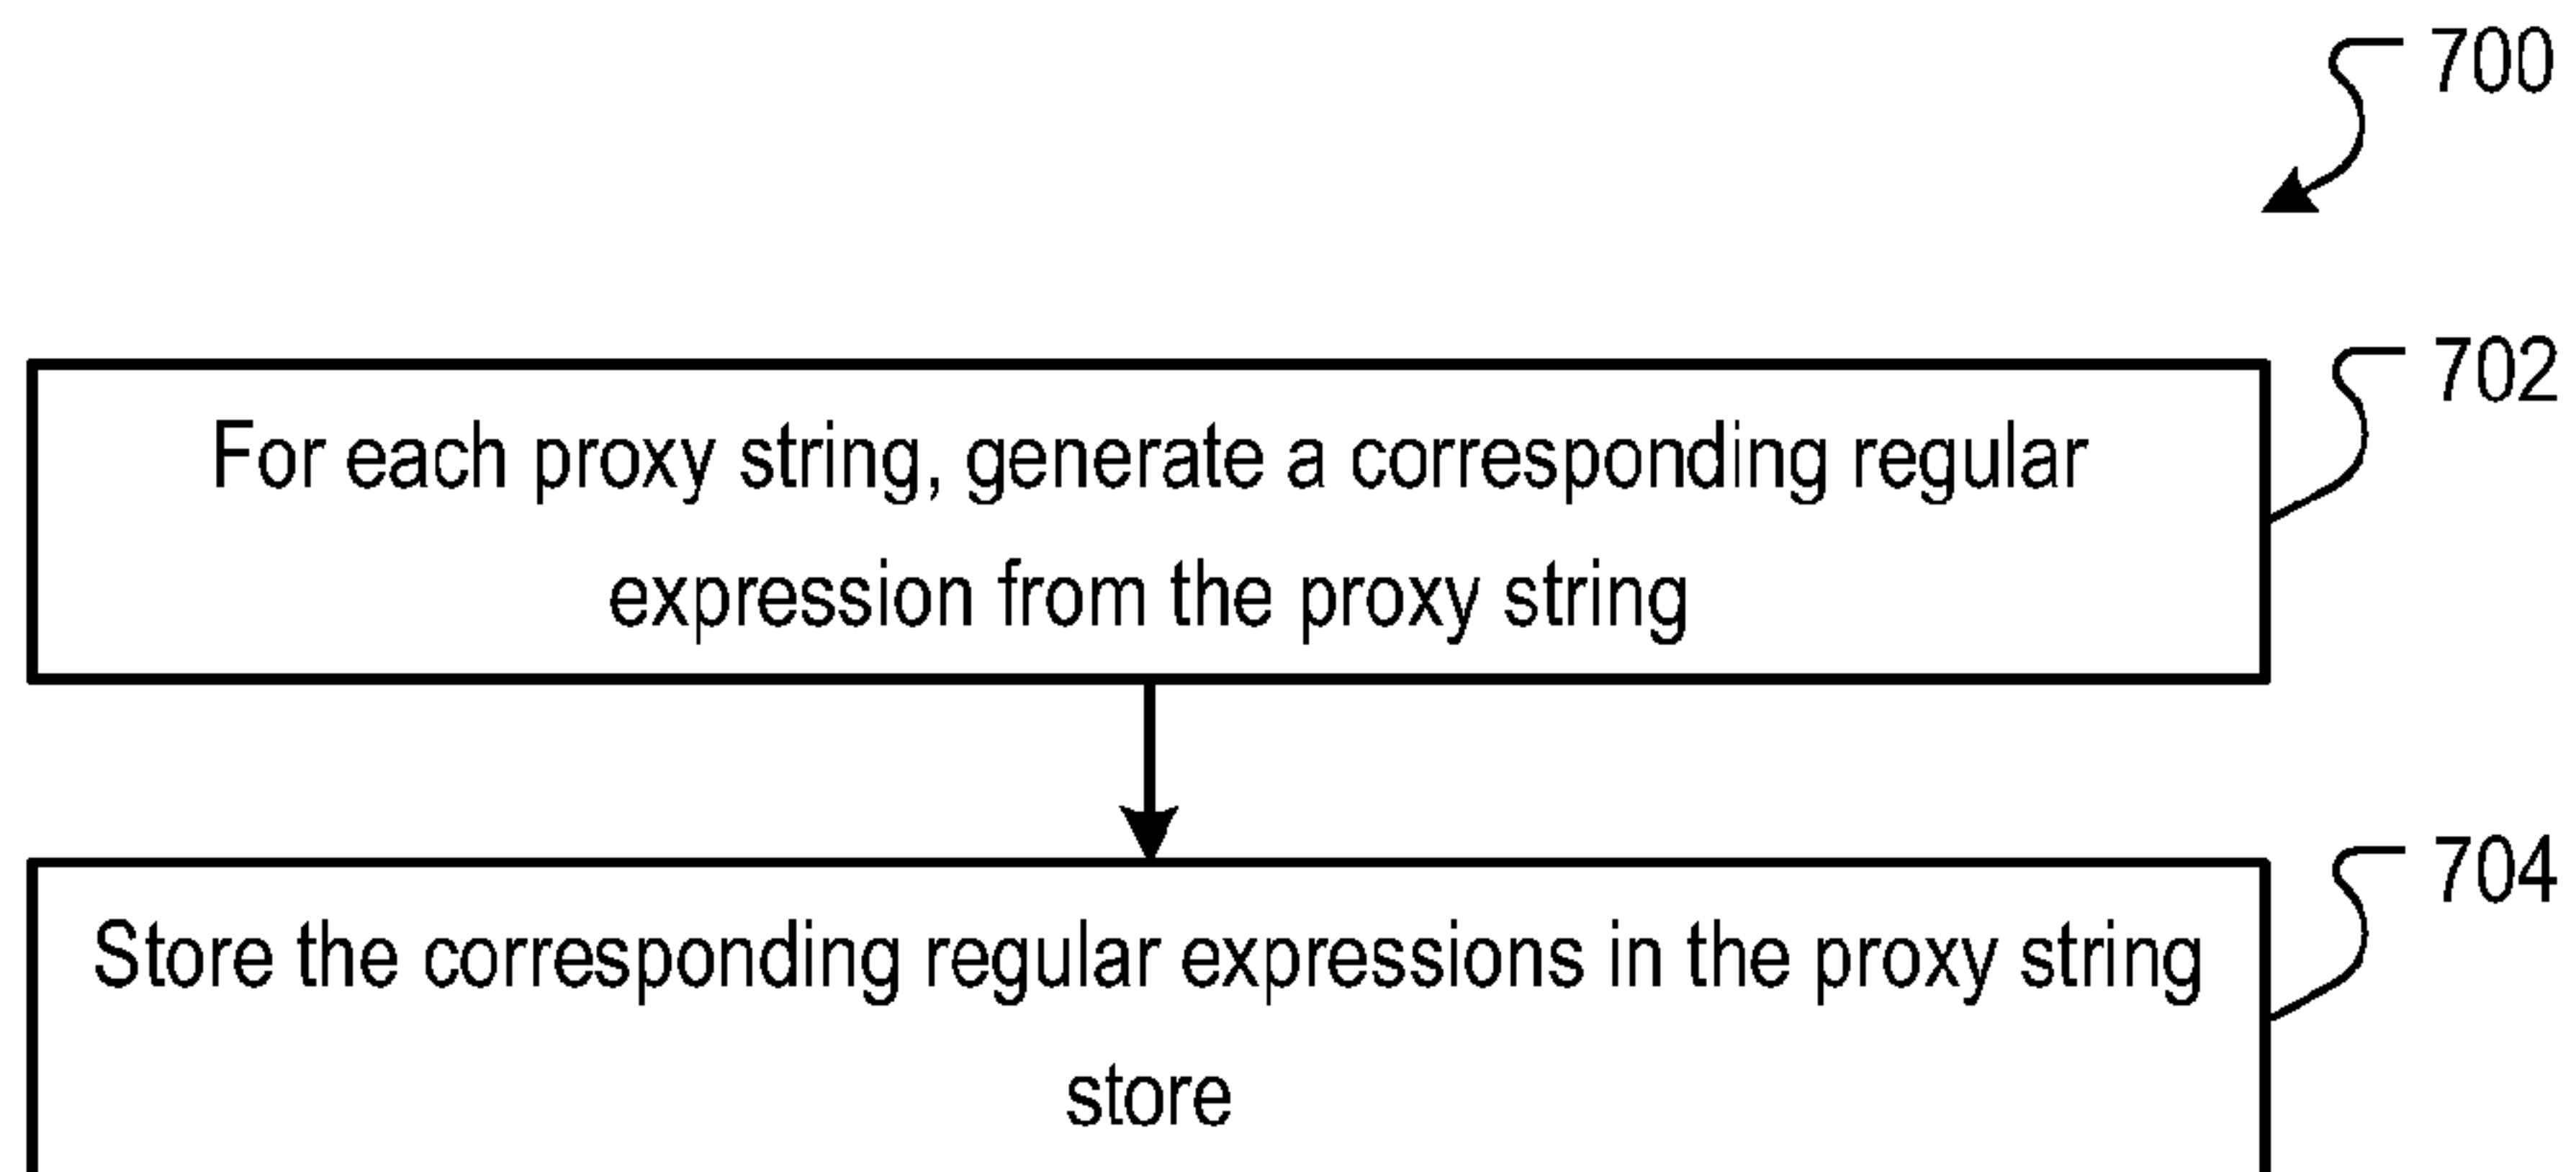 700
702
For each proxy string, generate a corresponding regular
expression from the proxy string
704
Store the corresponding regular expressions in the proxy string
store